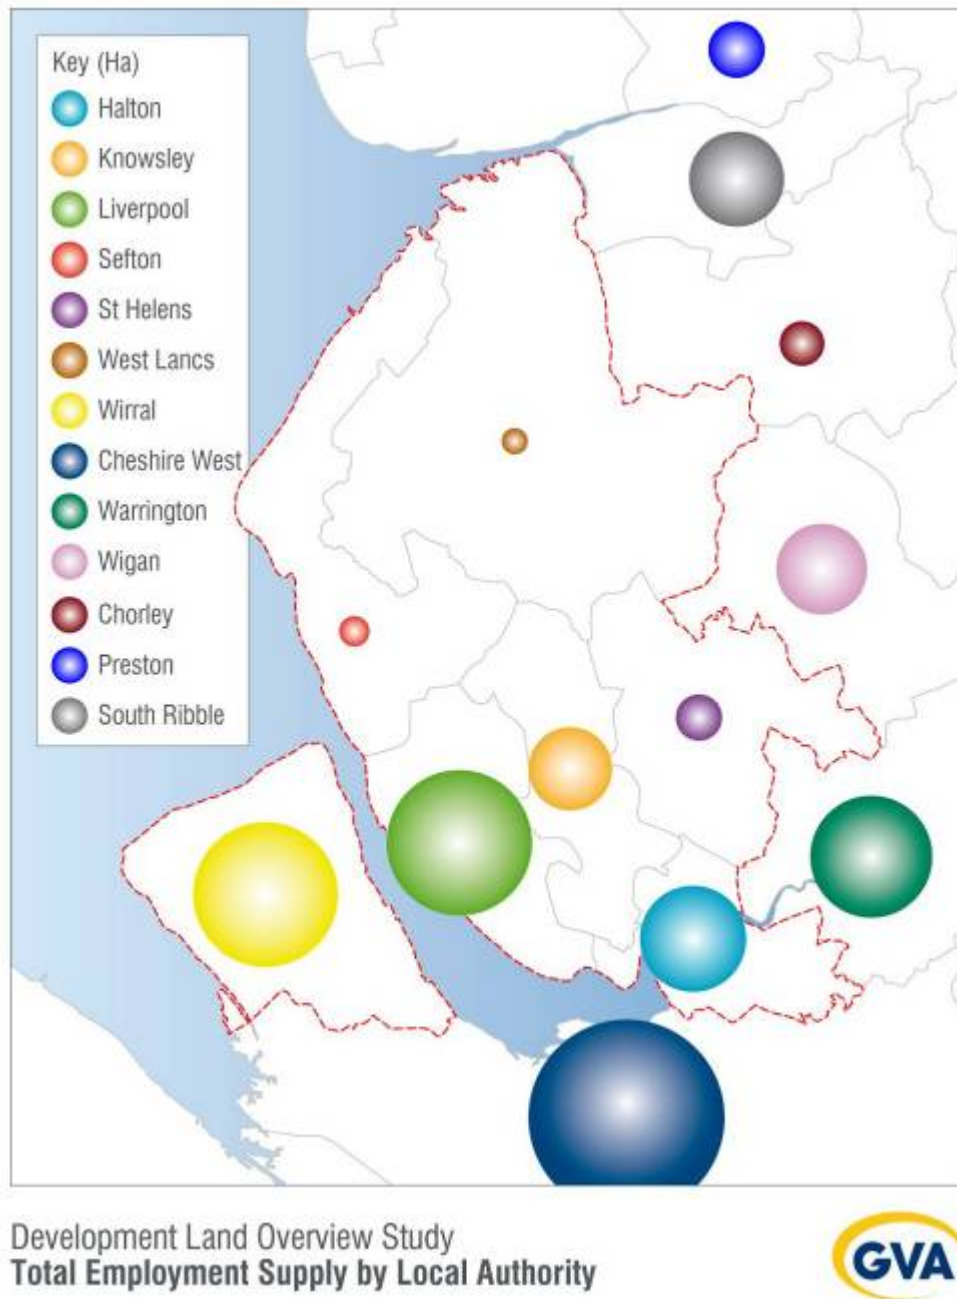 Key (Ha)
Halton
Knowsley
Liverpool
Sefton
St Helens
West Lancs
Wirral
Cheshire West
Warrington
Wigan
Chorley
Preston
South Ribble
Development Land Overview Study
Total Employment Supply by Local Authority
GVA